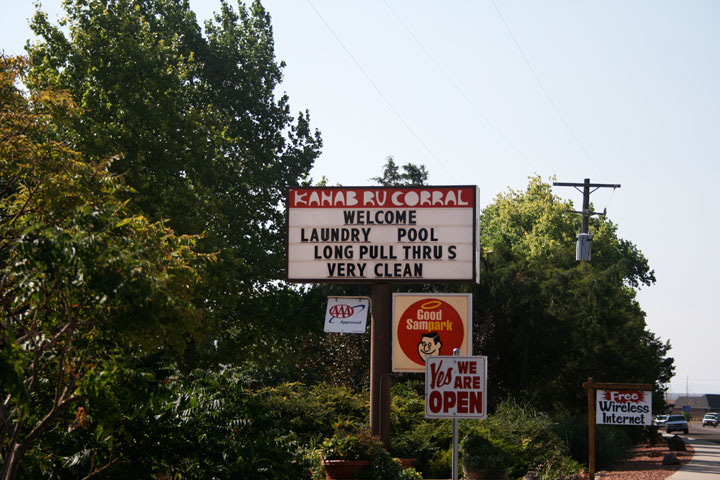 KANAB RV CORRAL
WELCOME
LAUNDRY POOL
LONG PULL THRU S
VERY CLEAN
AAA
Approved
Good
Sampark
Yes WE
ARE
OPEN
Free
Wireless
Internet